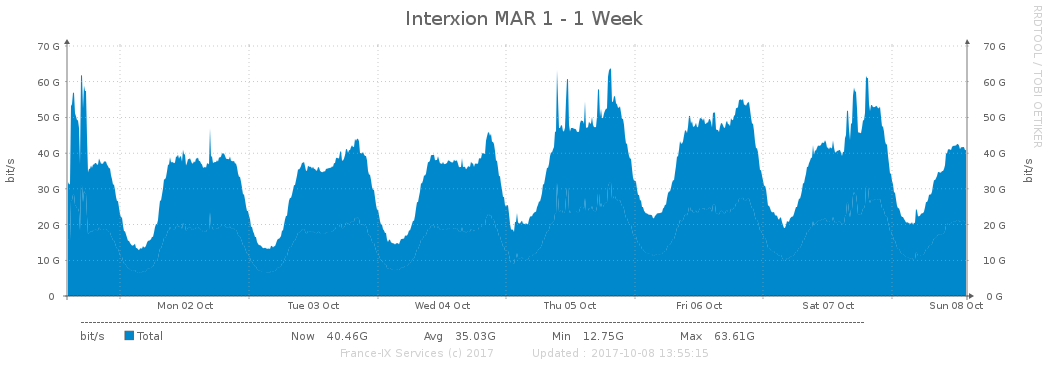 Interxion MAR 1 - 1 Week
RRDTOOL / TOBI OETIKER
bit/s
70 G 70 G
60 G 60 G
50 G 50 G
40 G 40 G
30 G 30 G
20 G 20 G
10 G 10 G
0 0 G
bit/s
Mon 02 Oct Tue 03 Oct Wed 04 Oct Thu 05 Oct Fri 06 Oct Sat 07 Oct Sun 08 Oct
bit/s Total Now 40.46G Avg 35.03G Min 12.75G Max 63.61G
France-IX Services (c) 2017 Updated : 2017-10-08 13:55:15